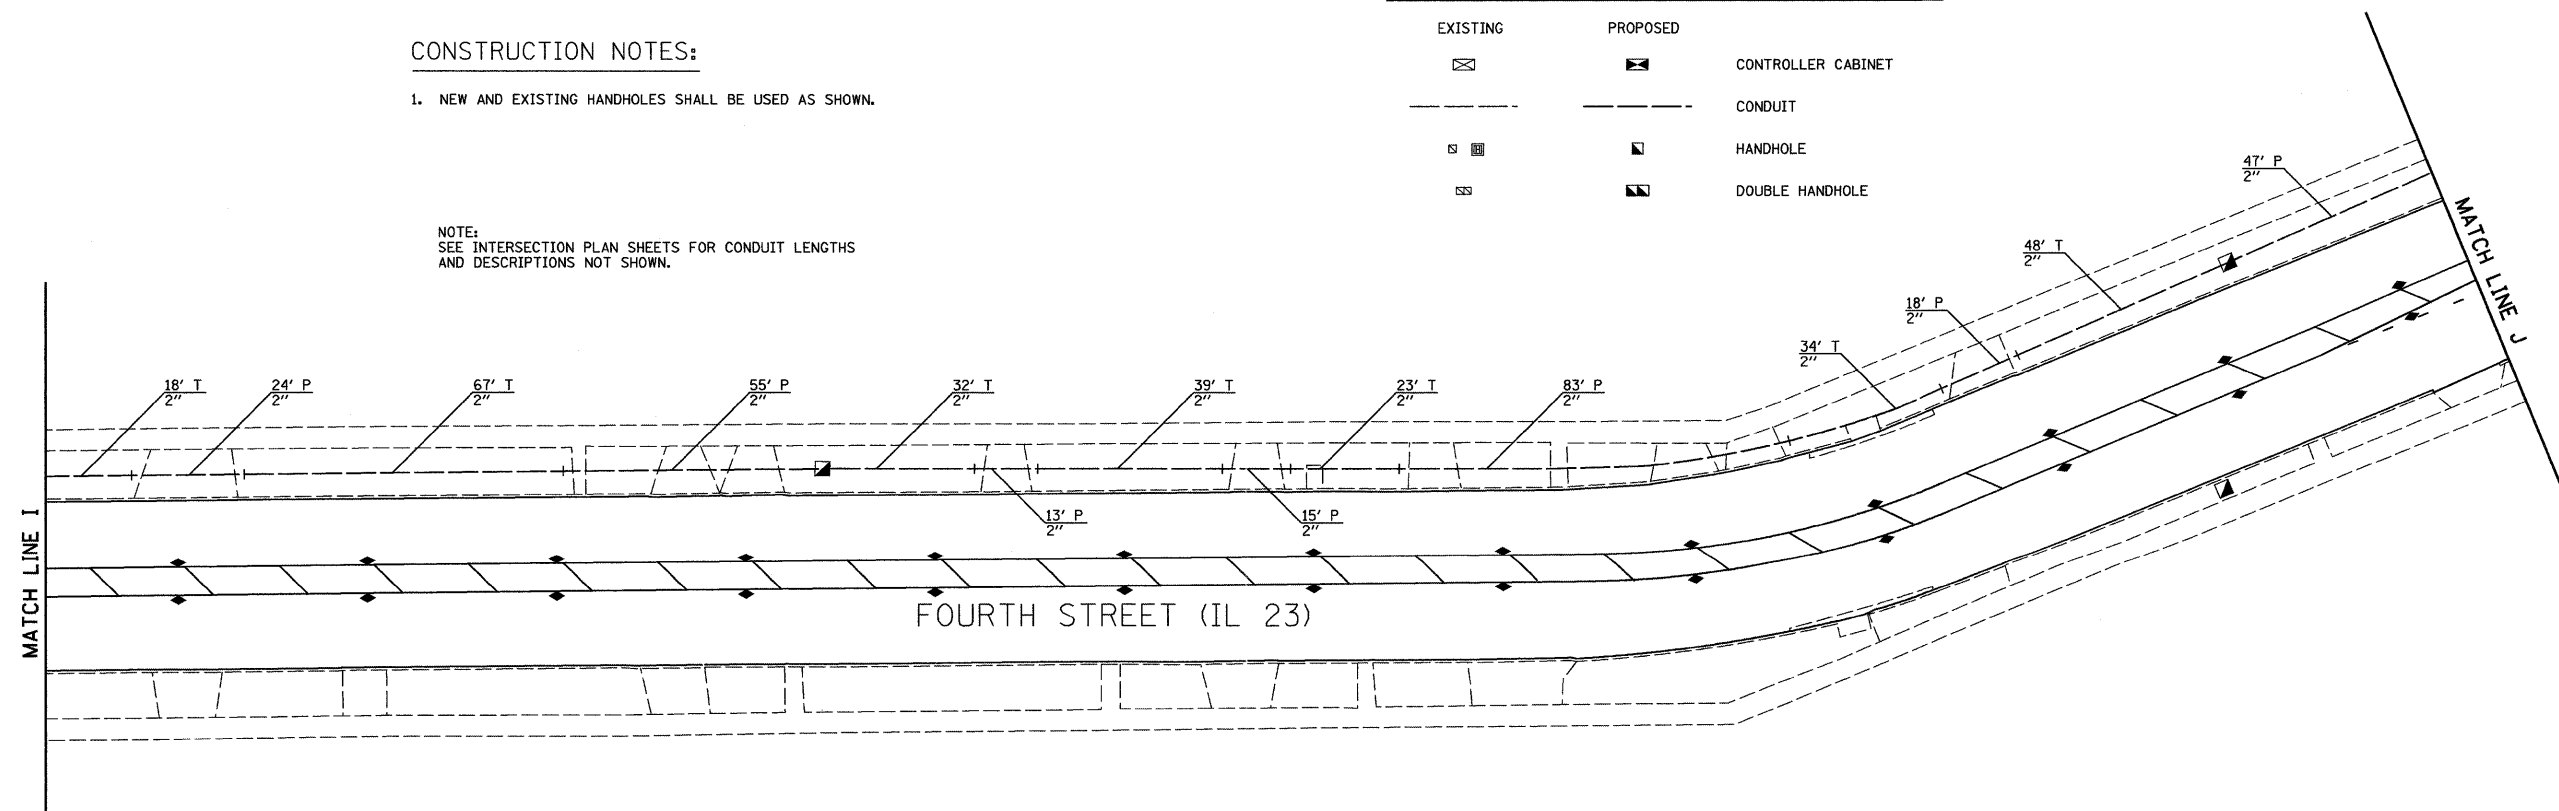 CONSTRUCTION NOTES:
1. NEW AND EXISTING HANDHOLES SHALL BE USED AS SHOWN.
NOTE:
SEE INTERSECTION PLAN SHEETS FOR CONDUIT LENGTHS
AND DESCRIPTIONS NOT SHOWN.
EXISTING PROPOSED
CONTROLLER CABINET
CONDUIT
HANDHOLE
DOUBLE HANDHOLE
47' P
2"
48' T
2"
18' P
2"
34' T
2"
18' T
2"
24' P
2"
67' T
2"
55' P
2"
32' T
2"
39' T
2"
23' T
2"
83' P
2"
13' P
2"
15' P
2"
MATCH LINE I
MATCH LINE J
FOURTH STREET (IL 23)